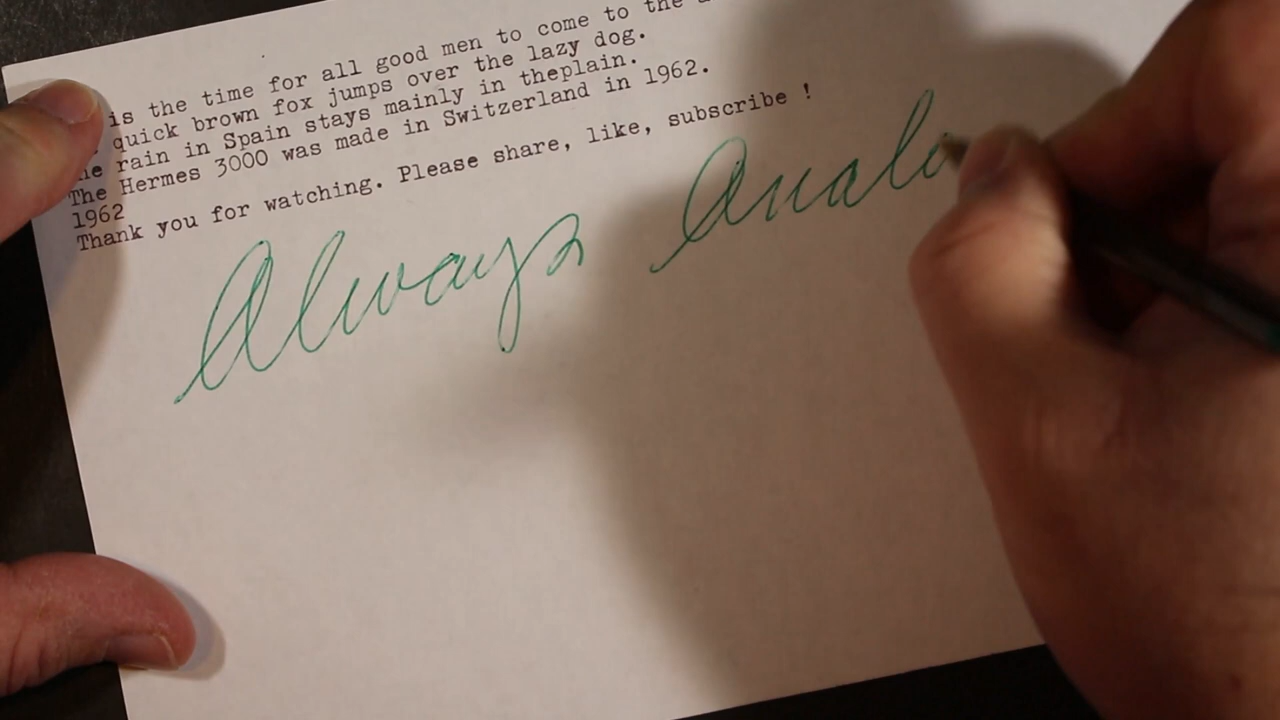 is the time for all good men to come to the
quick brown fox jumps over the lazy dog.
rain in Spain stays mainly in theplain.
The Hermes 3000 was made in Switzerland in 1962.
1962
Thank you for watching. Please share, like, subscribe !
Always Analo